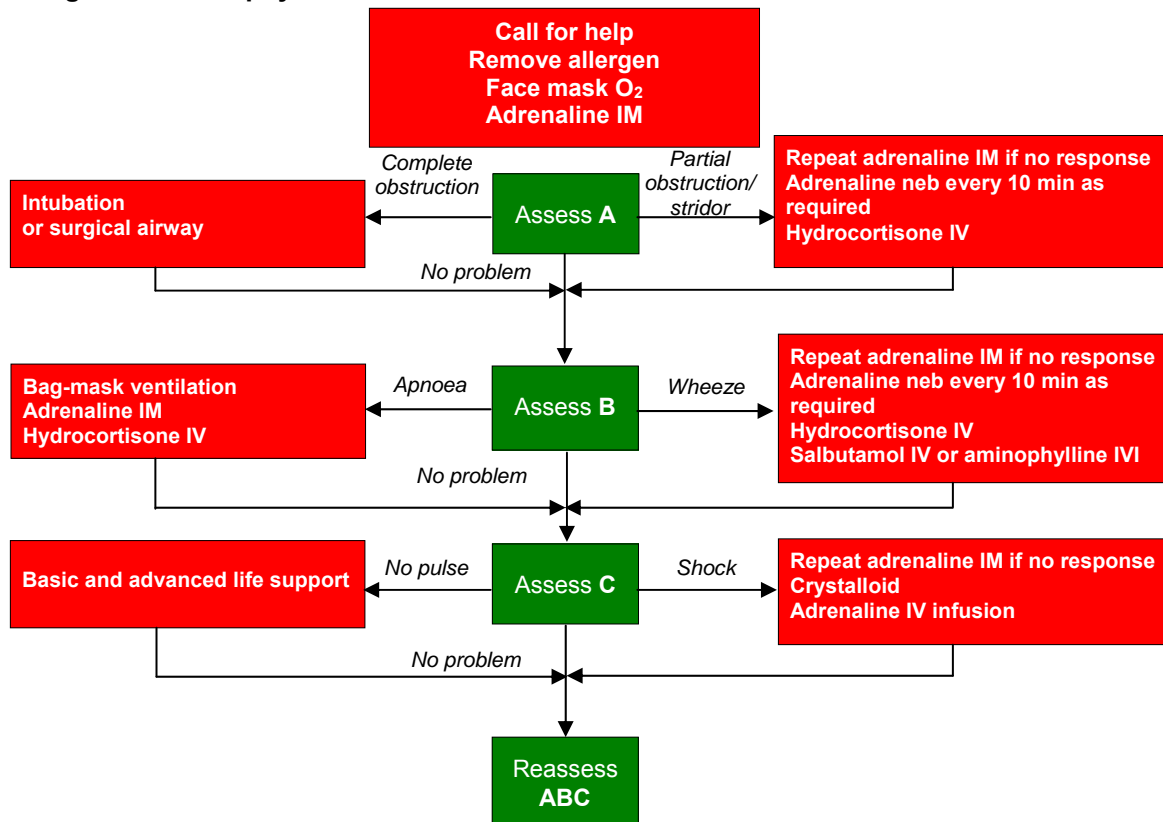 Call for help
Remove allergen
Face mask O₂
Adrenaline IM
Complete
obstruction
Partial
obstruction/
stridor
Intubation
or surgical airway
Assess A
Repeat adrenaline IM if no response
Adrenaline neb every 10 min as
required
Hydrocortisone IV
No problem
Bag-mask ventilation
Adrenaline IM
Hydrocortisone IV
Apnoea
Assess B
Wheeze
Repeat adrenaline IM if no response
Adrenaline neb every 10 min as
required
Hydrocortisone IV
Salbutamol IV or aminophylline IVI
No problem
Basic and advanced life support
No pulse
Assess C
Shock
Repeat adrenaline IM if no response
Crystalloid
Adrenaline IV infusion
No problem
Reassess
ABC